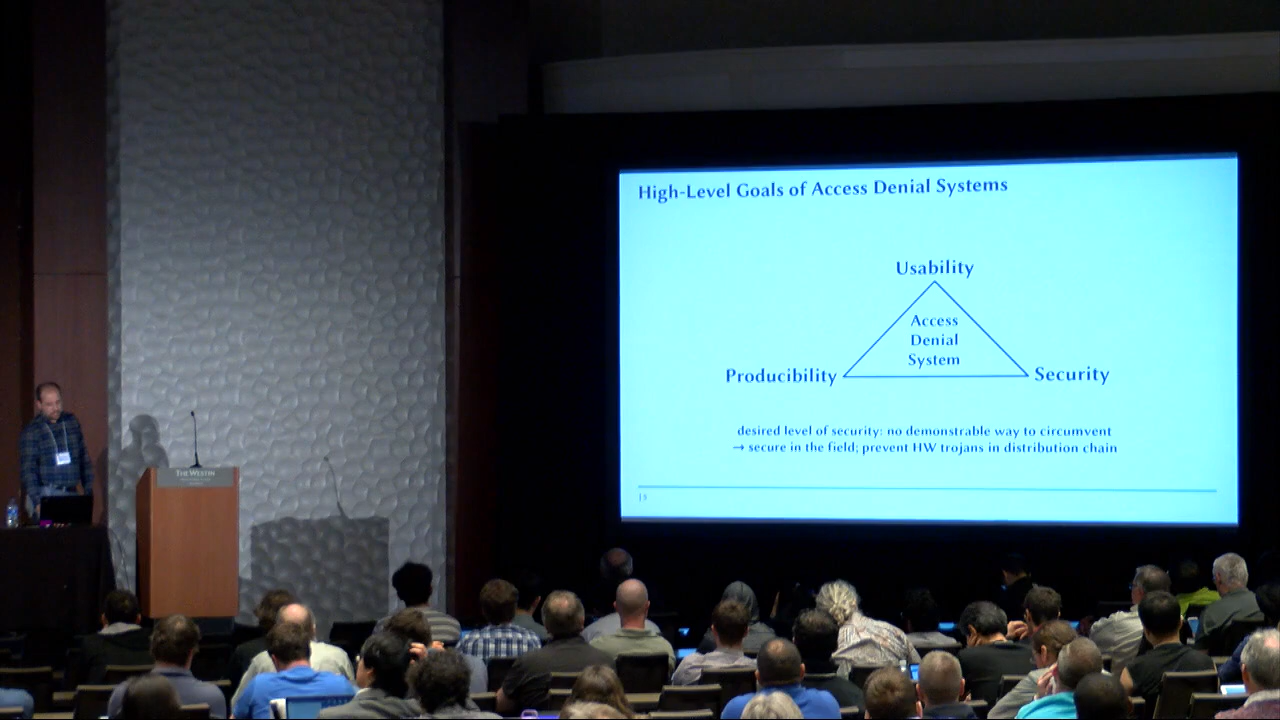 THE WESTIN
High-Level Goals of Access Denial Systems
Usability
Access
Denial
System
Producibility
Security
desired level of security: no demonstrable way to circumvent
→ secure in the field; prevent HW trojans in distribution chain